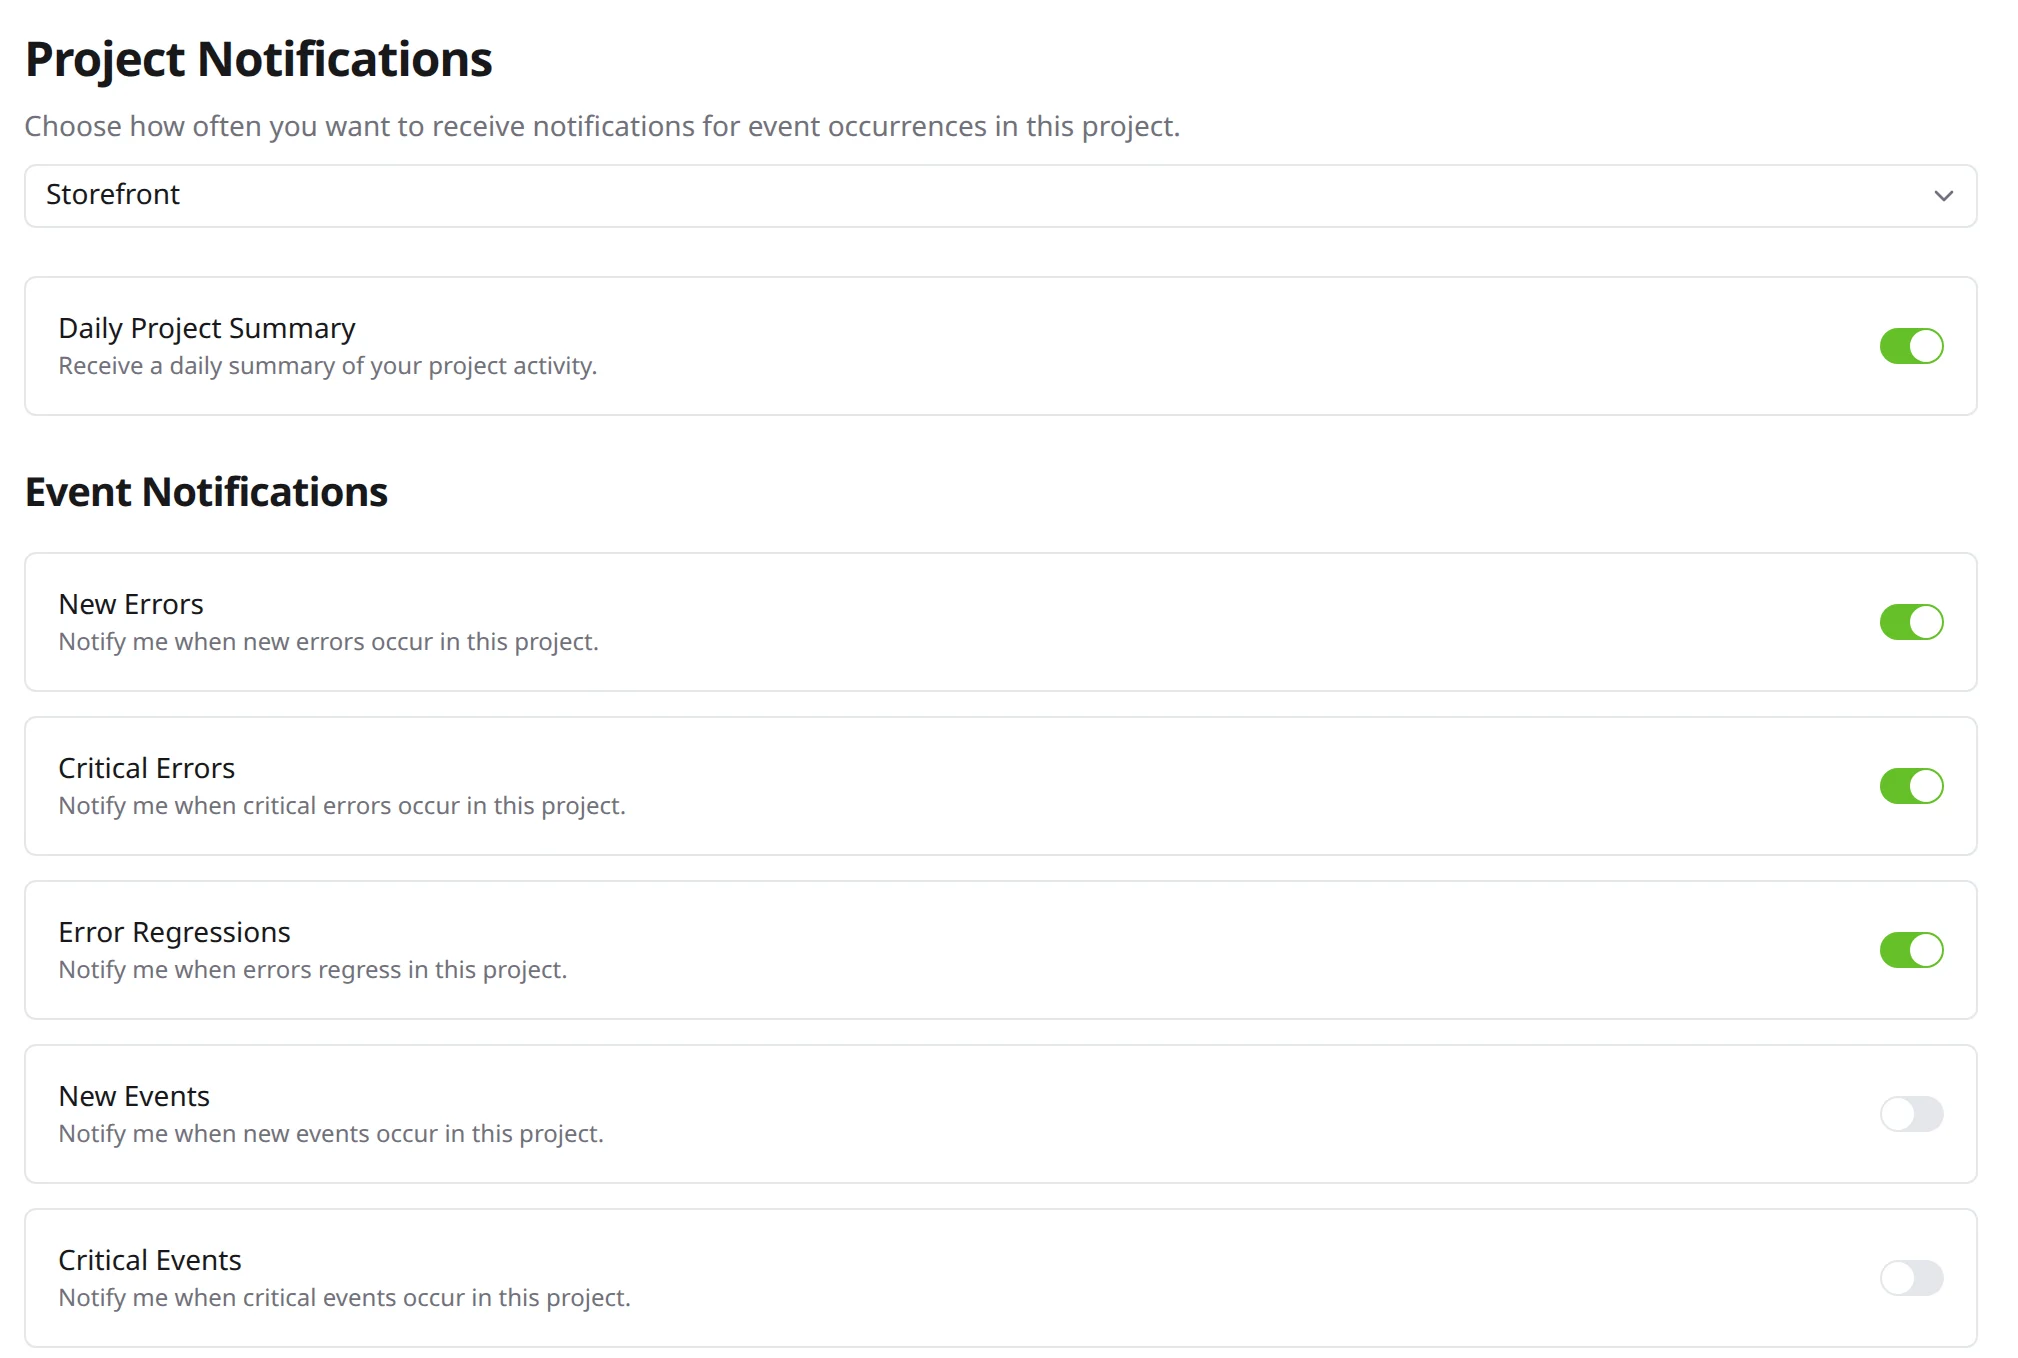 Project Notifications
Choose how often you want to receive notifications for event occurrences in this project.
Storefront
Daily Project Summary
Receive a daily summary of your project activity.
Event Notifications
New Errors
Notify me when new errors occur in this project.
Critical Errors
Notify me when critical errors occur in this project.
Error Regressions
Notify me when errors regress in this project.
New Events
Notify me when new events occur in this project.
Critical Events
Notify me when critical events occur in this project.